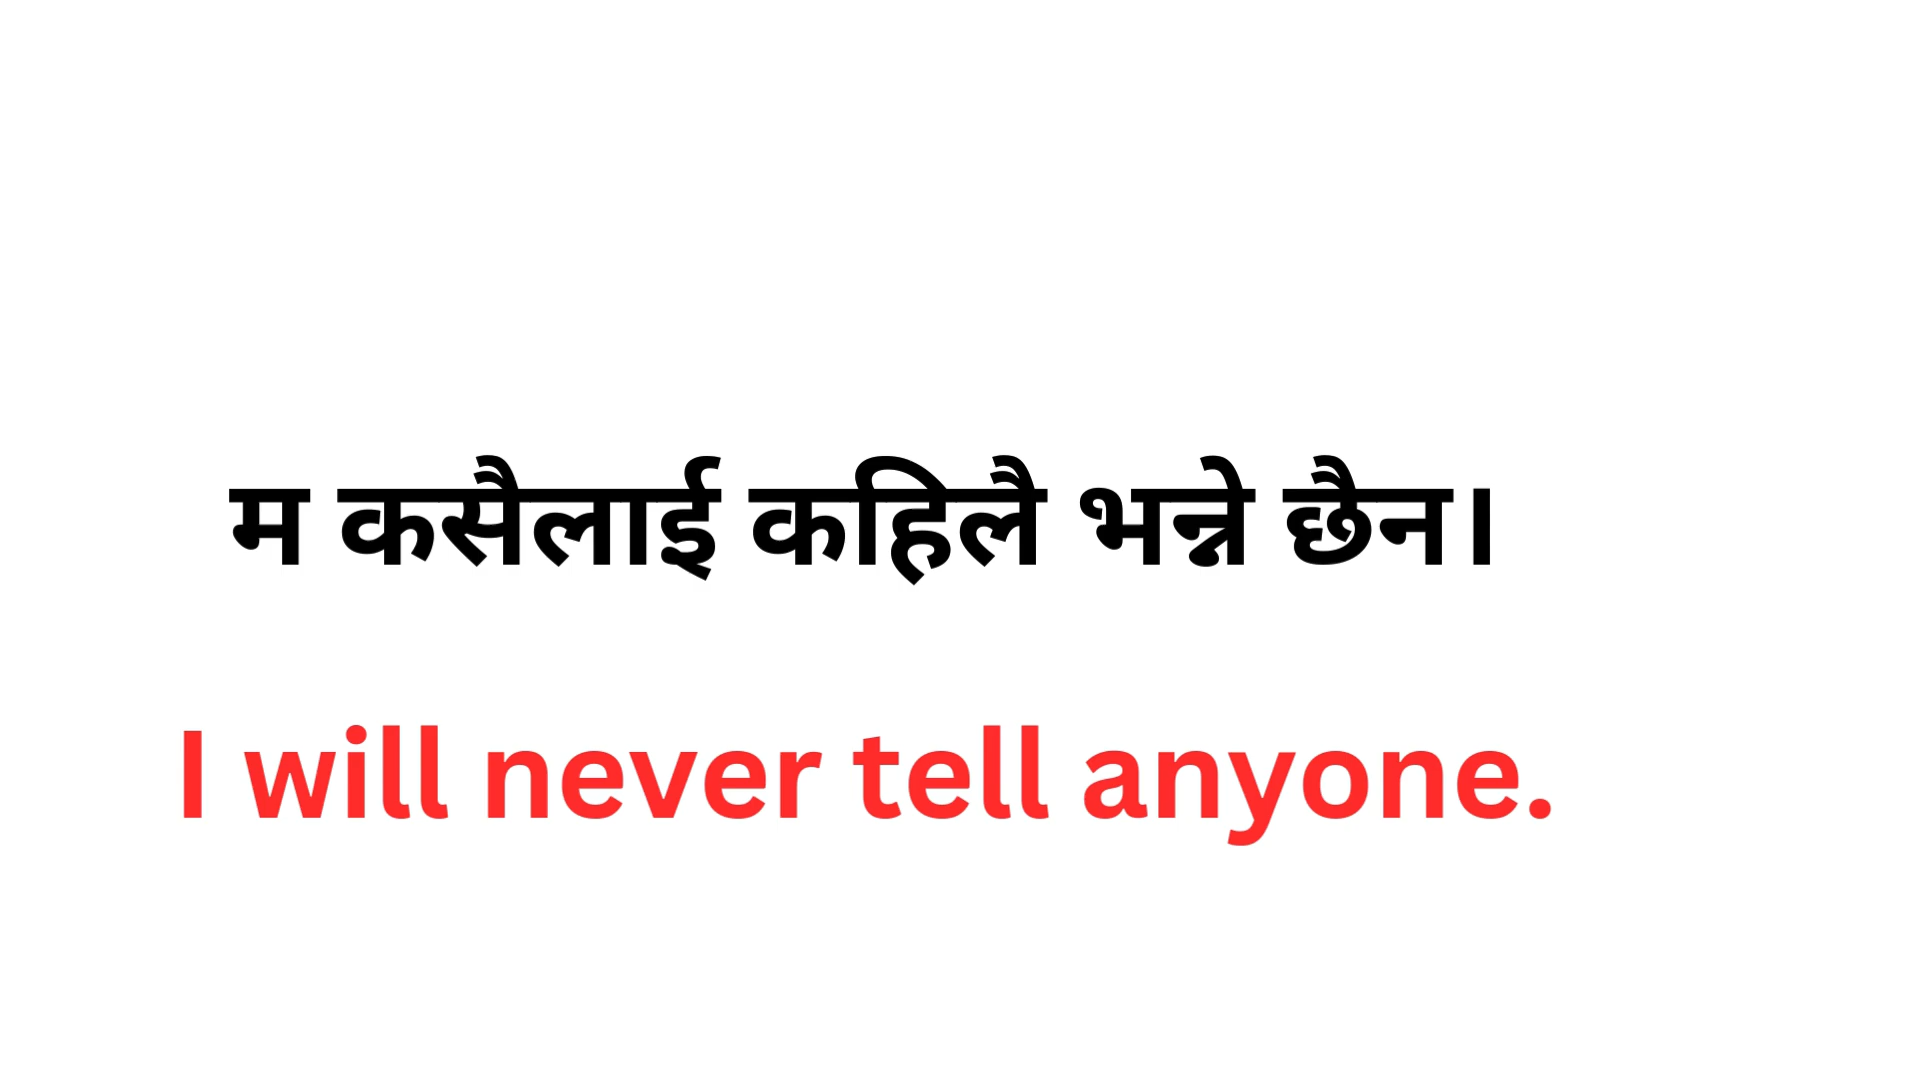 म कसैलाई कहिलै भन्ने छैन।
I will never tell anyone.